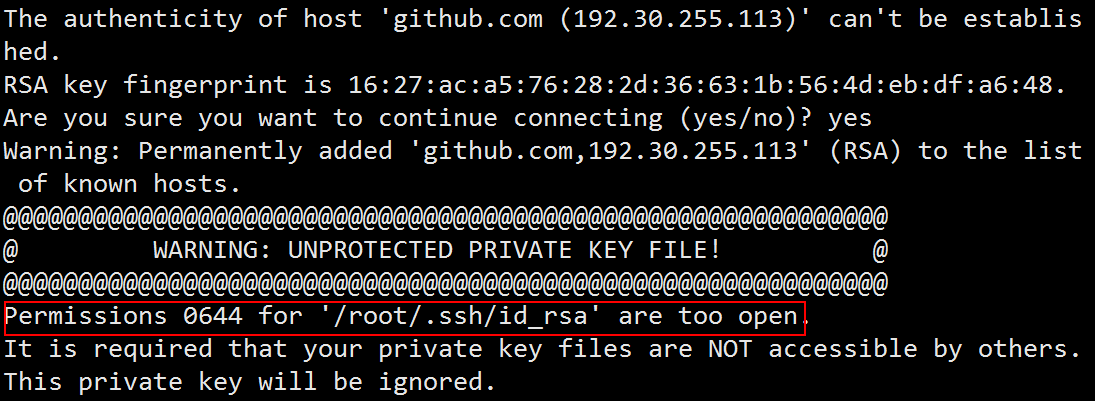 The authenticity of host 'github.com (192.30.255.113)' can't be establis
hed.
RSA key fingerprint is 16:27:ac:a5:76:28:2d:36:63:1b:56:4d:eb:df:a6:48.
Are you sure you want to continue connecting (yes/no)? yes
Warning: Permanently added 'github.com,192.30.255.113' (RSA) to the list
 of known hosts.
@@@@@@@@@@@@@@@@@@@@@@@@@@@@@@@@@@@@@@@@@@@@@@@@@@@@@@@@@@@
@         WARNING: UNPROTECTED PRIVATE KEY FILE!          @
@@@@@@@@@@@@@@@@@@@@@@@@@@@@@@@@@@@@@@@@@@@@@@@@@@@@@@@@@@@
Permissions 0644 for '/root/.ssh/id_rsa' are too open.
It is required that your private key files are NOT accessible by others.
This private key will be ignored.